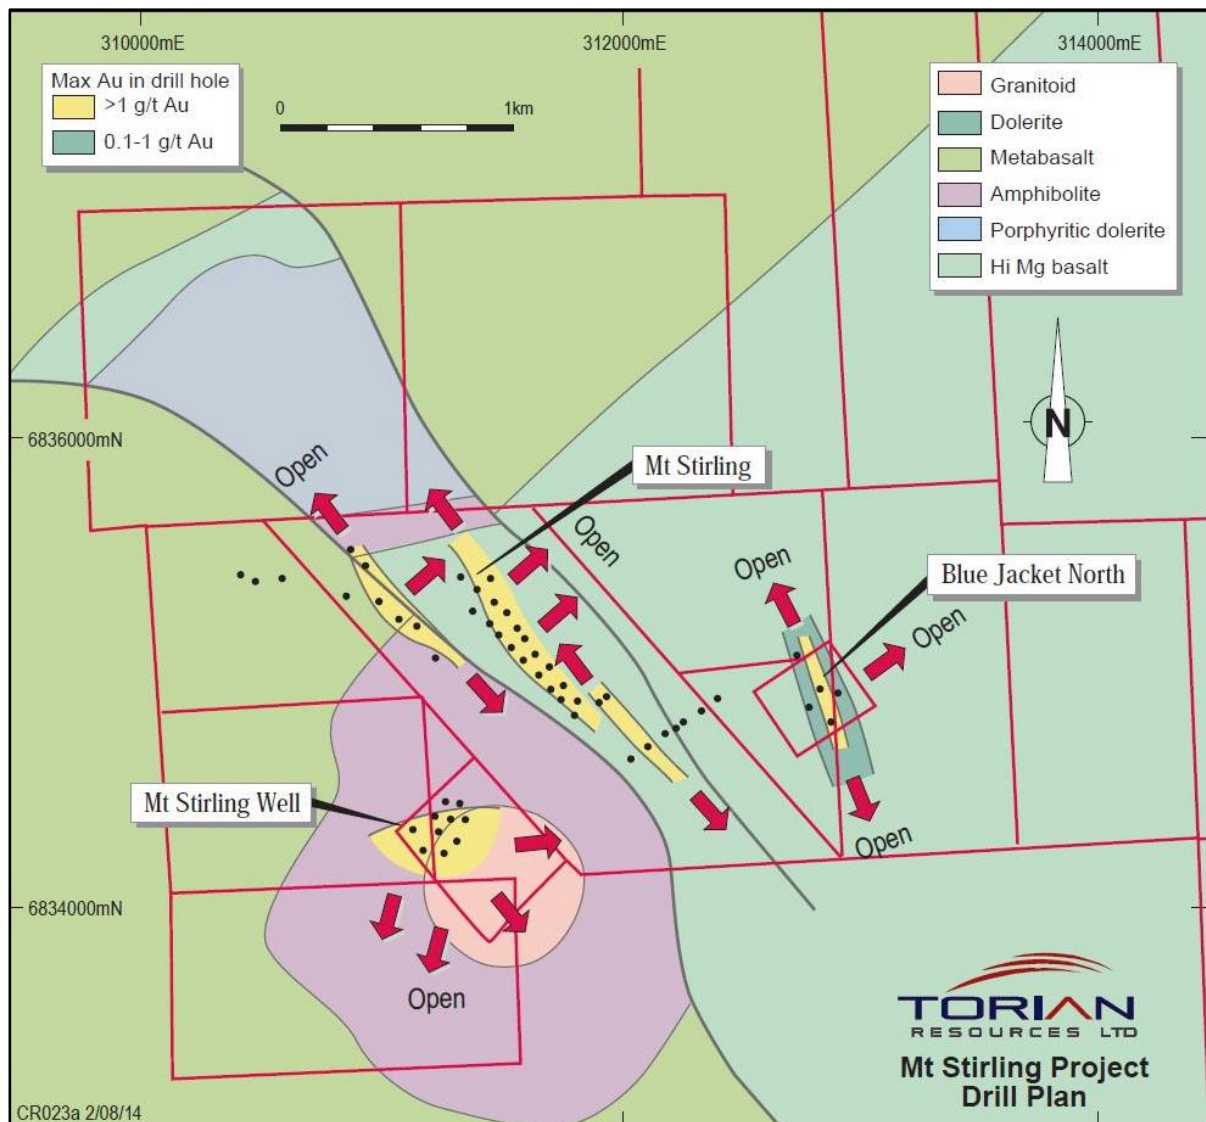 310000mE
312000mE
314000mE
Max Au in drill hole
>1 g/t Au
0.1-1 g/t Au
0
1km
Granitoid
Dolerite
Metabasalt
Amphibolite
Porphyritic dolerite
Hi Mg basalt
N
6836000mN
Open
Mt Stirling
Open
Open
Blue Jacket North
Open
Mt Stirling Well
Open
6834000mN
Open
TORIAN
RESOURCES LTD
Mt Stirling Project
Drill Plan
CR023a 2/08/14